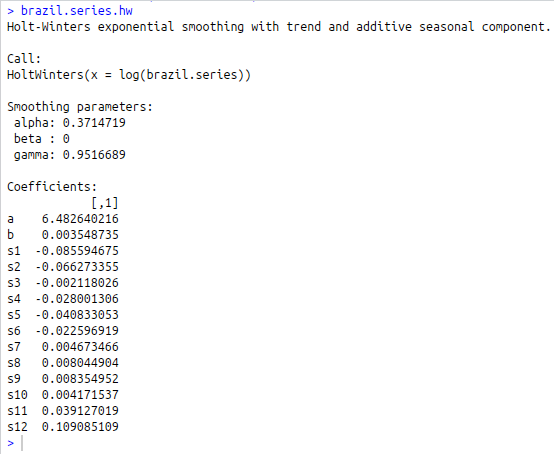 > brazil.series.hw
Holt-Winters exponential smoothing with trend and additive seasonal component.
Call:
HoltWinters(x = log(brazil.series))
Smoothing parameters:
alpha: 0.3714719
beta : 0
gamma: 0.9516689
Coefficients:
[,1]
a 6.482640216
b 0.003548735
s1 -0.085594675
s2 -0.066273355
s3 -0.002118026
s4 -0.028001306
s5 -0.040833053
s6 -0.022596919
s7 0.004673466
s8 0.008044904
s9 0.008354952
s10 0.004171537
s11 0.039127019
s12 0.109085109
>